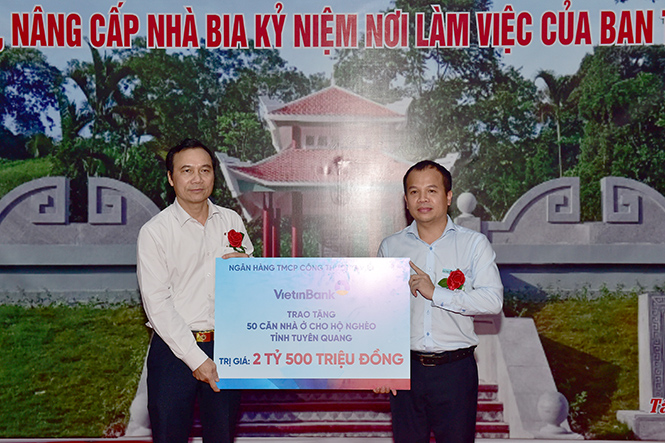 , NÂNG CẤP NHÀ BIA KỶ NIỆM NƠI LÀM VIỆC CỦA BAN
NGÂN HÀNG TMCP CÔNG
VietinBank
TRAO TẶNG
50 CĂN NHÀ Ở CHO HỘ NGHÈO
TỈNH TUYÊN QUANG
TRỊ GIÁ: 2 TỶ 500 TRIỆU ĐỒNG